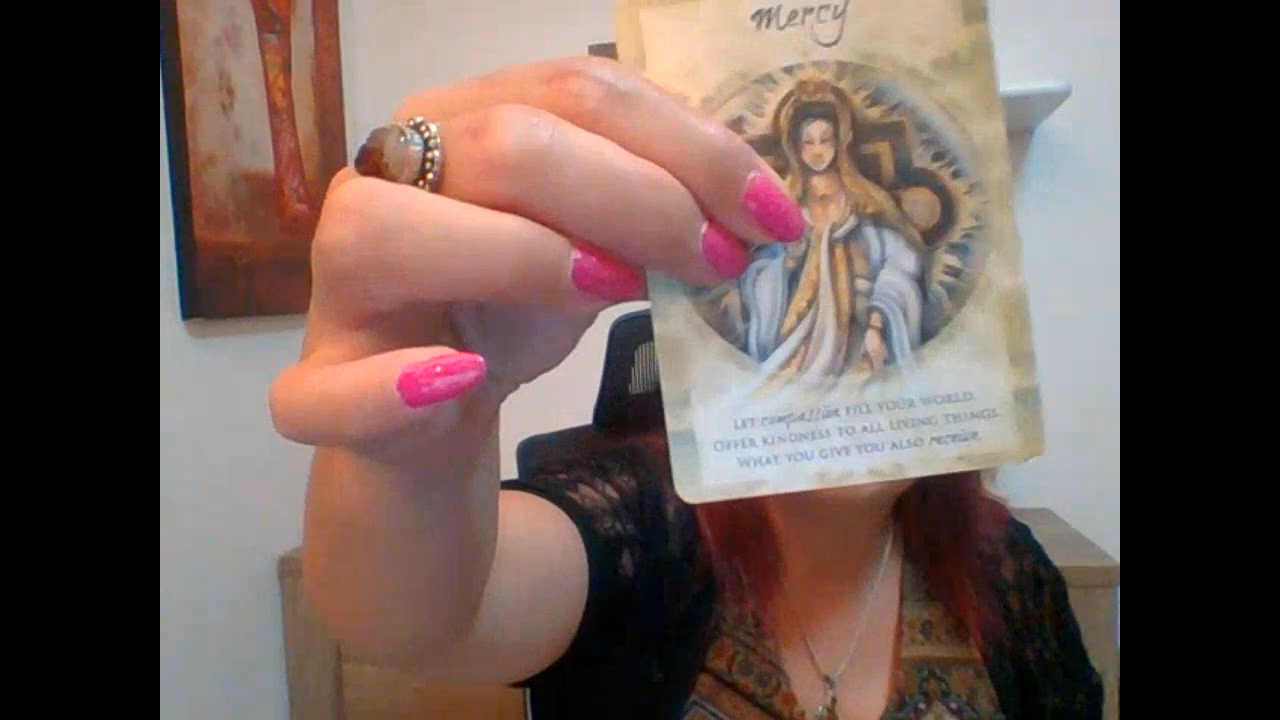 Mercy
LET compassion FILL YOUR WORLD.
OFFER KINDNESS TO ALL LIVING THINGS.
WHAT YOU GIVE YOU ALSO receive.